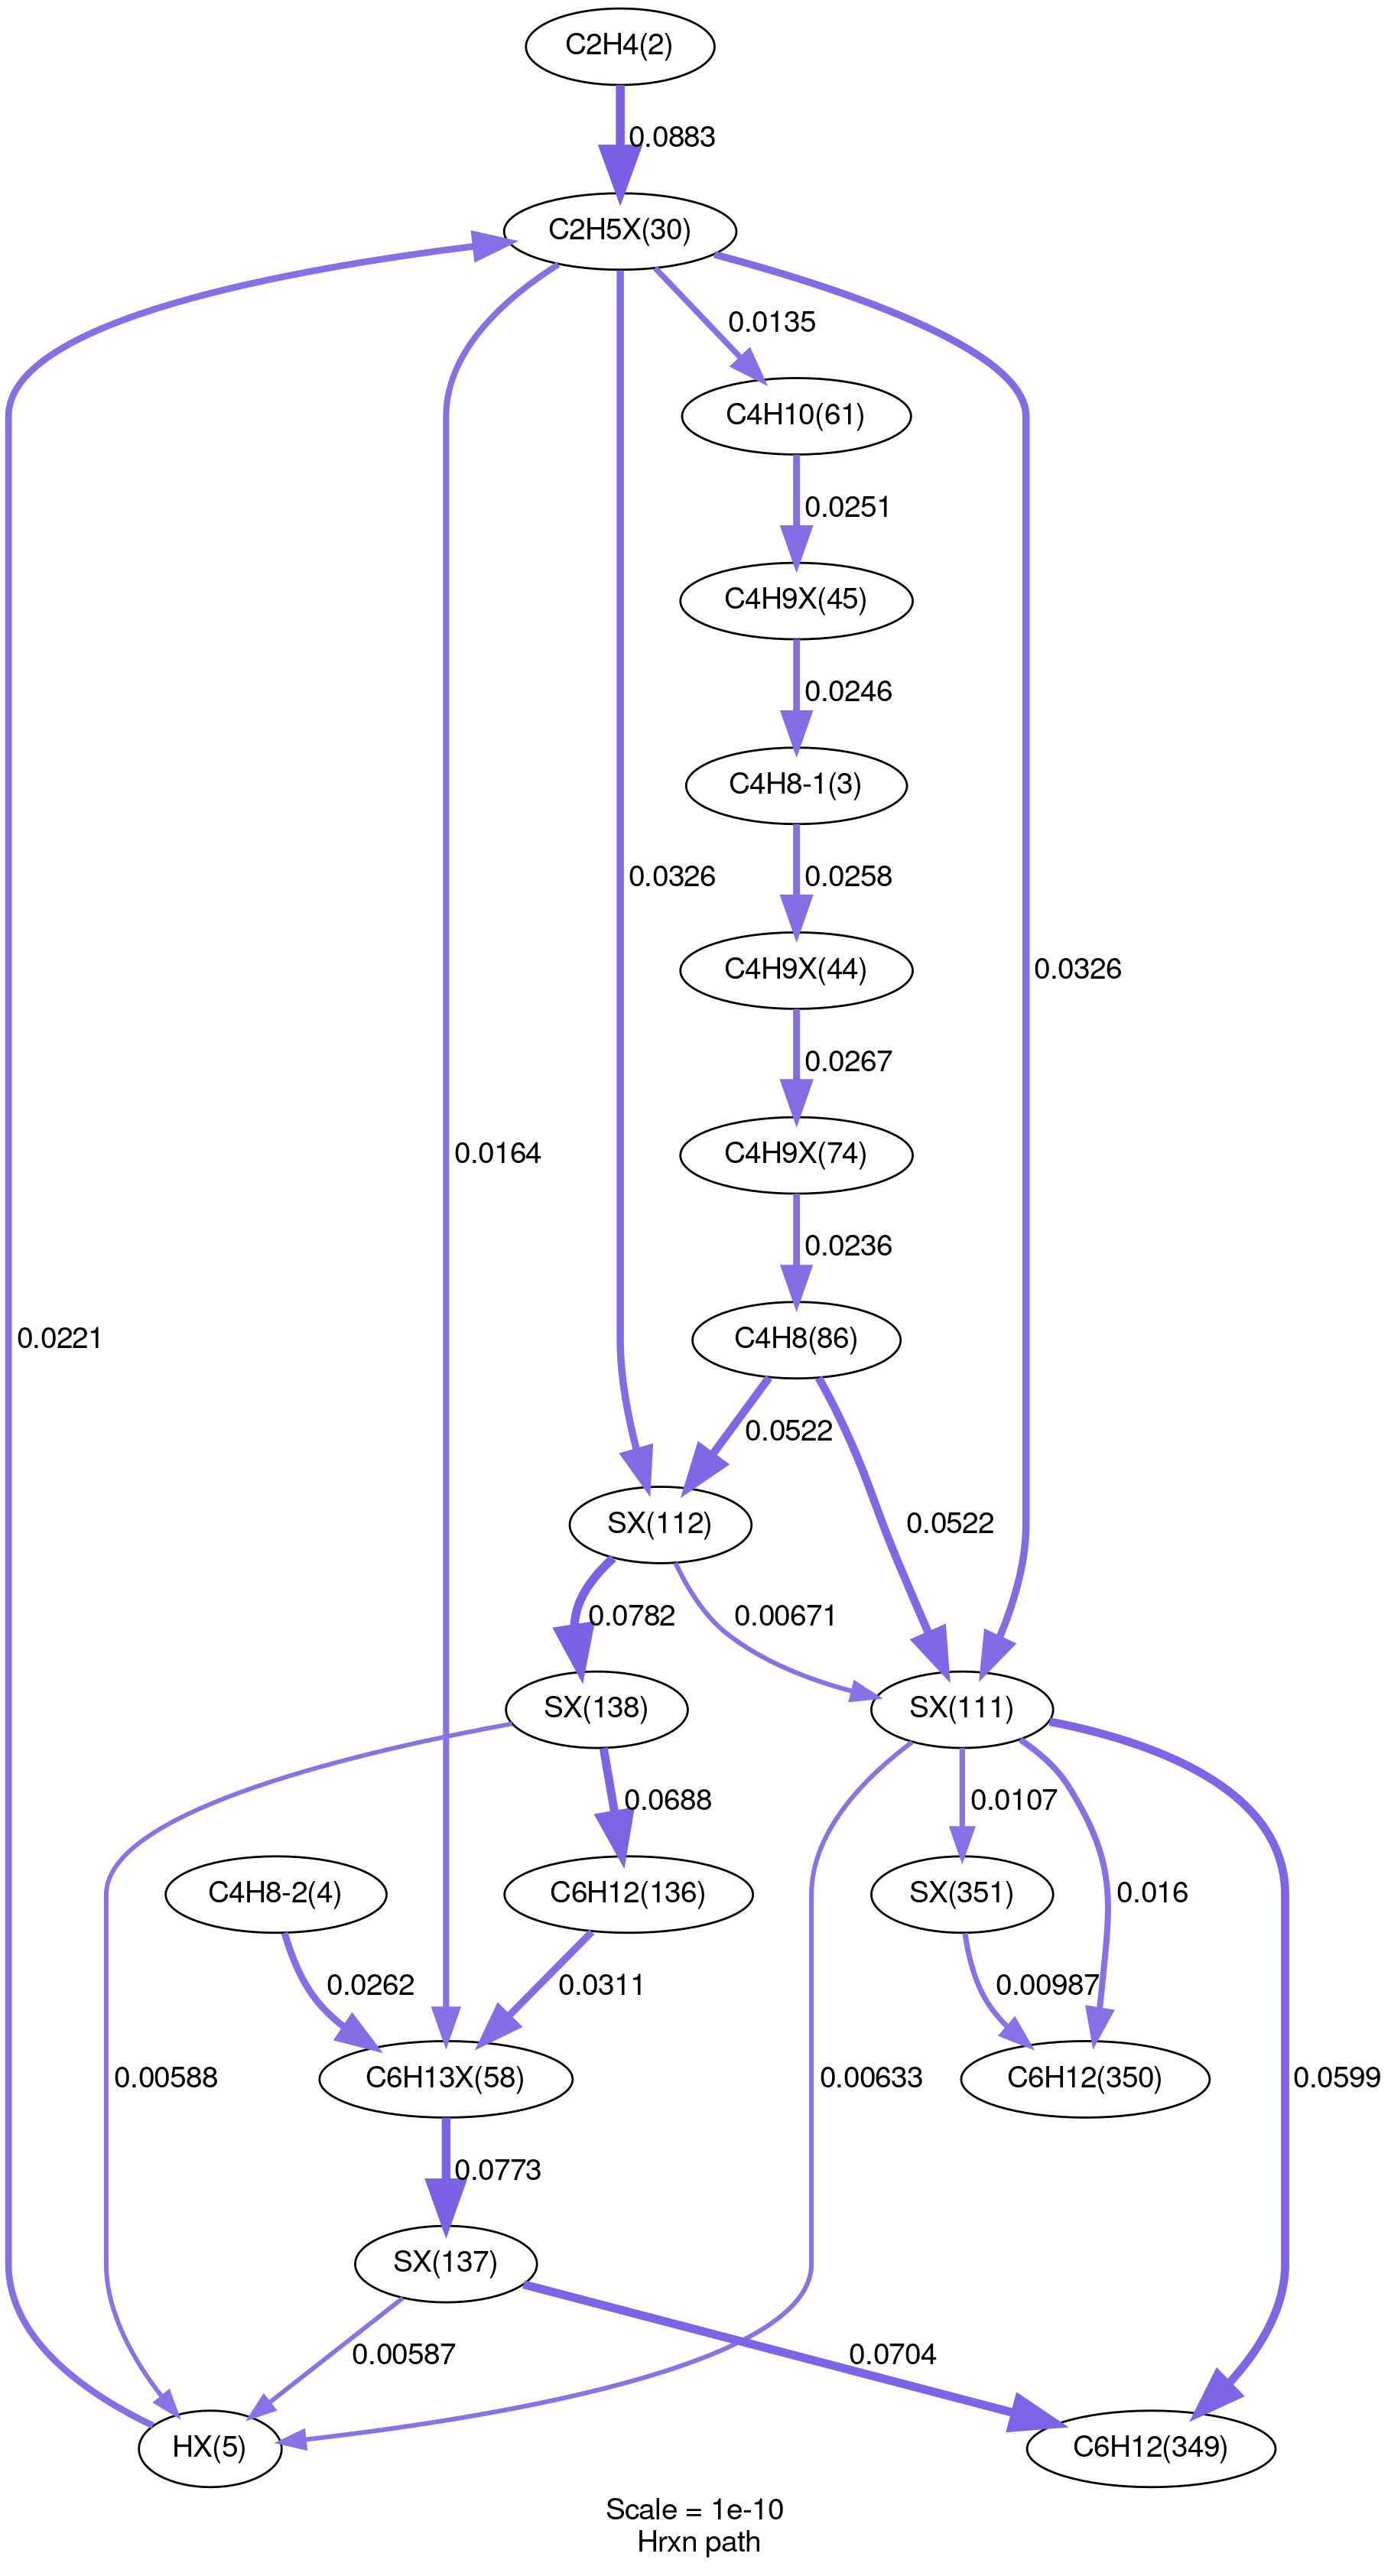 C2H4(2)
0.0883
C2H5X(30)
0.0135
C4H10(61)
0.0251
C4H9X(45)
0.0246
C4H8-1(3)
0.0326
0.0258
C4H9X(44)
0.0326
0.0267
0.0164
C4H9X(74)
0.0236
0.0221
C4H8(86)
0.0522
SX(112)
0.0522
0.0782
0.00671
SX(138)
SX(111)
0.0688
0.0107
C4H8-2(4)
C6H12(136)
SX(351)
0.016
0.0262
0.0311
0.00987
0.00588
C6H13X(58)
0.00633
C6H12(350)
0.0599
0.0773
SX(137)
0.00587
0.0704
HX(5)
C6H12(349)
Scale = 1e-10
Hrxn path